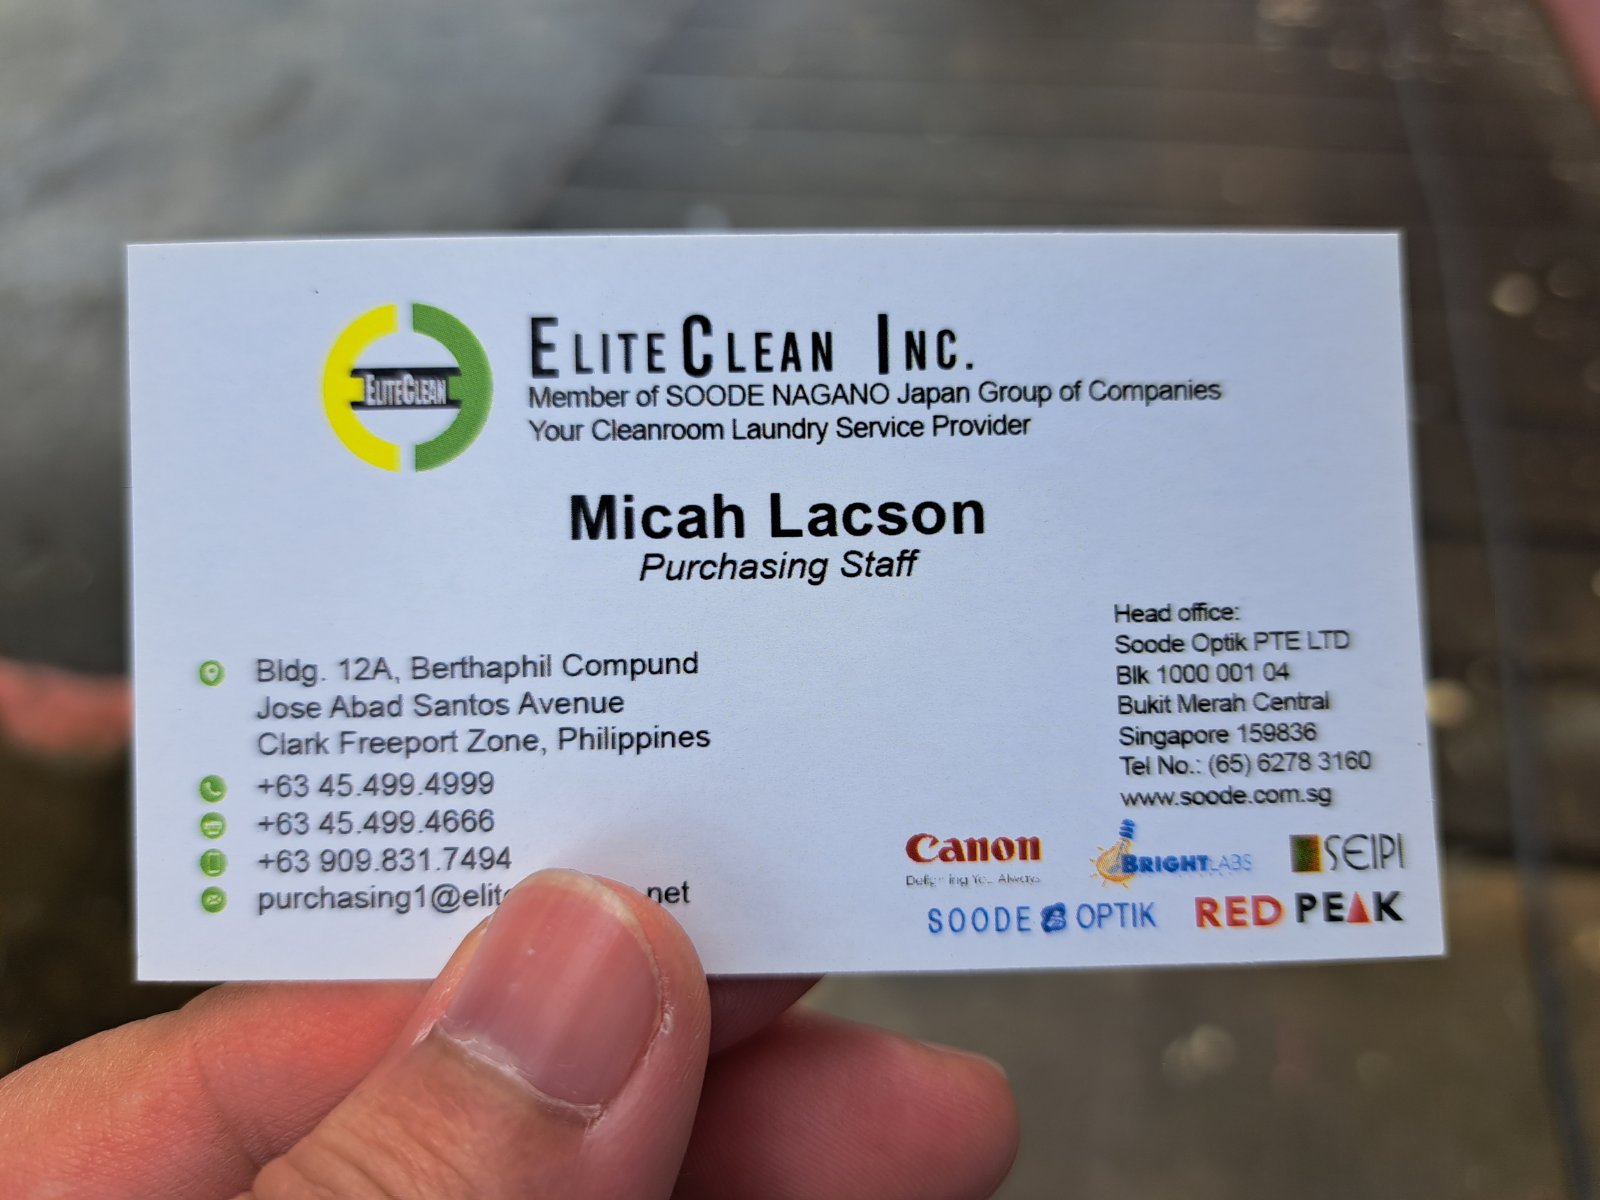 ELITECLEAN
ELITECLEAN INC.
Member of SOODE NAGANO Japan Group of Companies
Your Cleanroom Laundry Service Provider
Micah Lacson
Purchasing Staff
Bldg. 12A, Berthaphil Compund
Jose Abad Santos Avenue
Clark Freeport Zone, Philippines
+63 45.499.4999
+63 45.499.4666
+63 909.831.7494
purchasing1@elit
.net
Head office:
Soode Optik PTE LTD
Blk 1000 001 04
Bukit Merah Central
Singapore 159836
Tel No.: (65) 6278 3160
www.soode.com.sg
Canon
BRIGHTLABS
SEIPI
SOODE OPTIK
RED PEAK